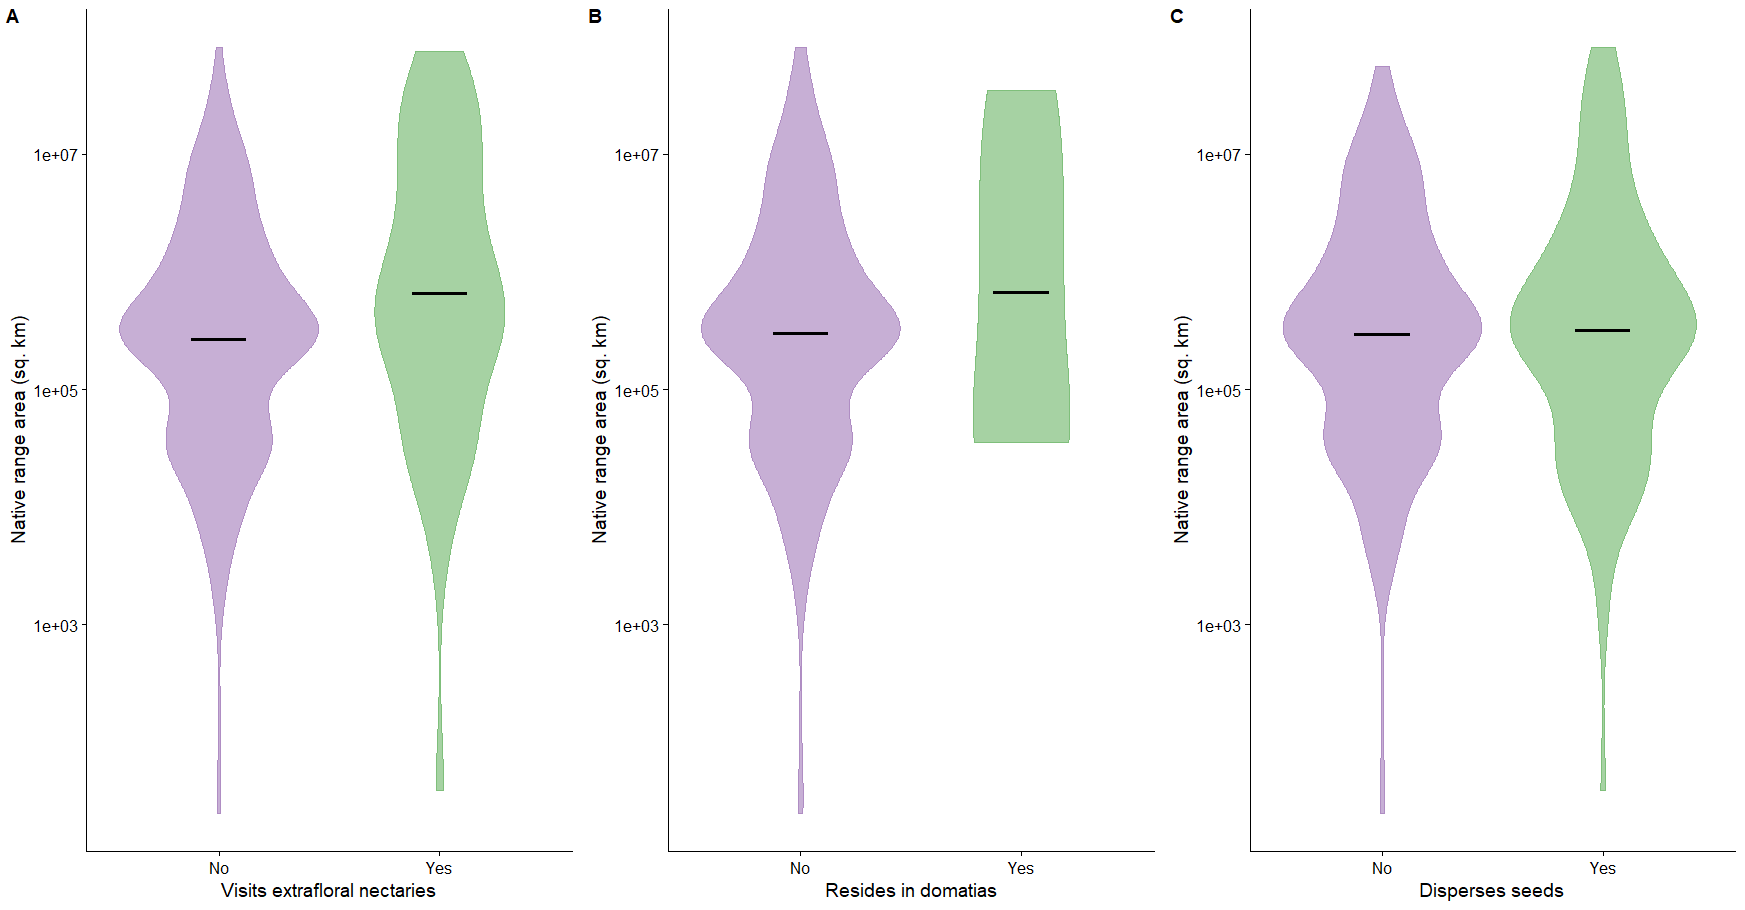 A
Native range area (sq. km)
1e+07
1e+05
1e+03
No
Yes
Visits extrafloral nectaries
B
Native range area (sq. km)
1e+07
1e+05
1e+03
No
Yes
Resides in domatias
C
Native range area (sq. km)
1e+07
1e+05
1e+03
No
Yes
Disperses seeds